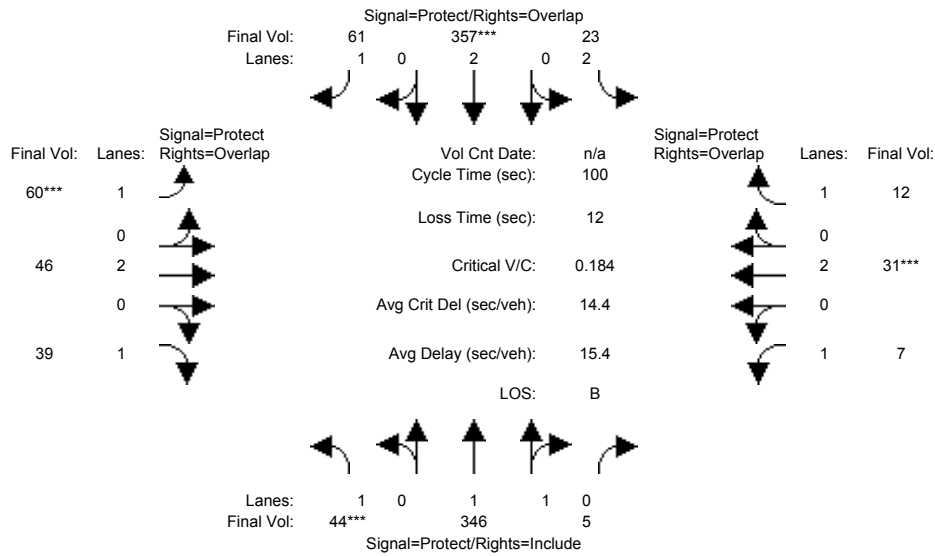 Signal=Protect/Rights=Overlap
Final Vol: 61 357*** 23
Lanes: 1 0 2 0 2
Signal=Protect
Rights=Overlap
Signal=Protect
Rights=Overlap
Final Vol: Lanes:
Vol Cnt Date: n/a
Lanes: Final Vol:
Cycle Time (sec): 100
60*** 1
1 12
Loss Time (sec): 12
0
0
46 2
Critical V/C: 0.184
2 31***
0
Avg Crit Del (sec/veh): 14.4
0
39 1
Avg Delay (sec/veh): 15.4
1 7
LOS: B
Lanes: 1 0 1 1 0
Final Vol: 44*** 346 5
Signal=Protect/Rights=Include